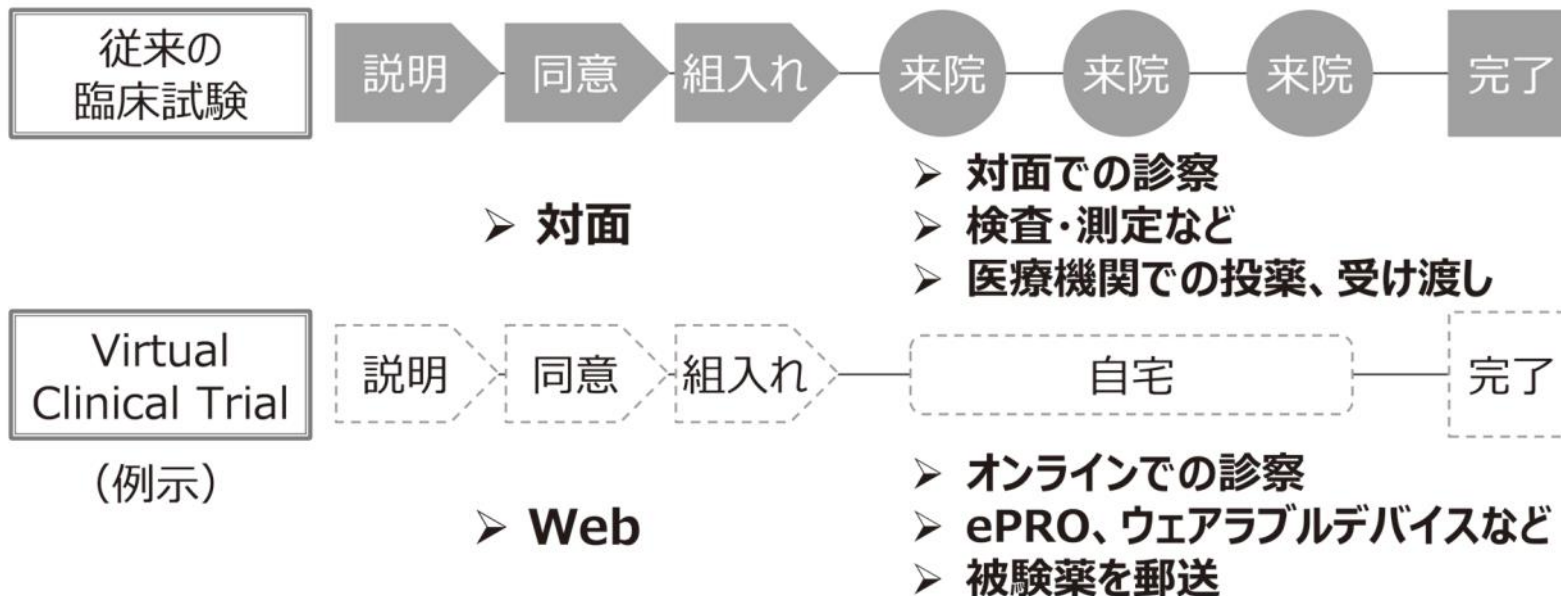 従来の
臨床試験
説明 同意 組入れ 来院 来院 来院 完了
➢ 対面
➢ 対面での診察
➢ 検査・測定など
➢ 医療機関での投薬、受け渡し
Virtual
Clinical Trial
(例示)
説明 同意 組入れ 自宅 完了
➢ Web
➢ オンラインでの診察
➢ ePRO、ウェアラブルデバイスなど
➢ 被験薬を郵送